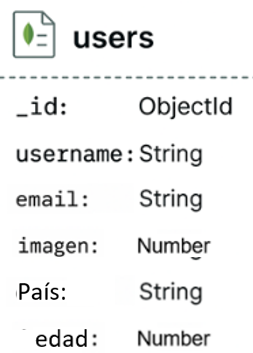 users
_id: ObjectId
username: String
email: String
imagen: Number
País: String
edad: Number